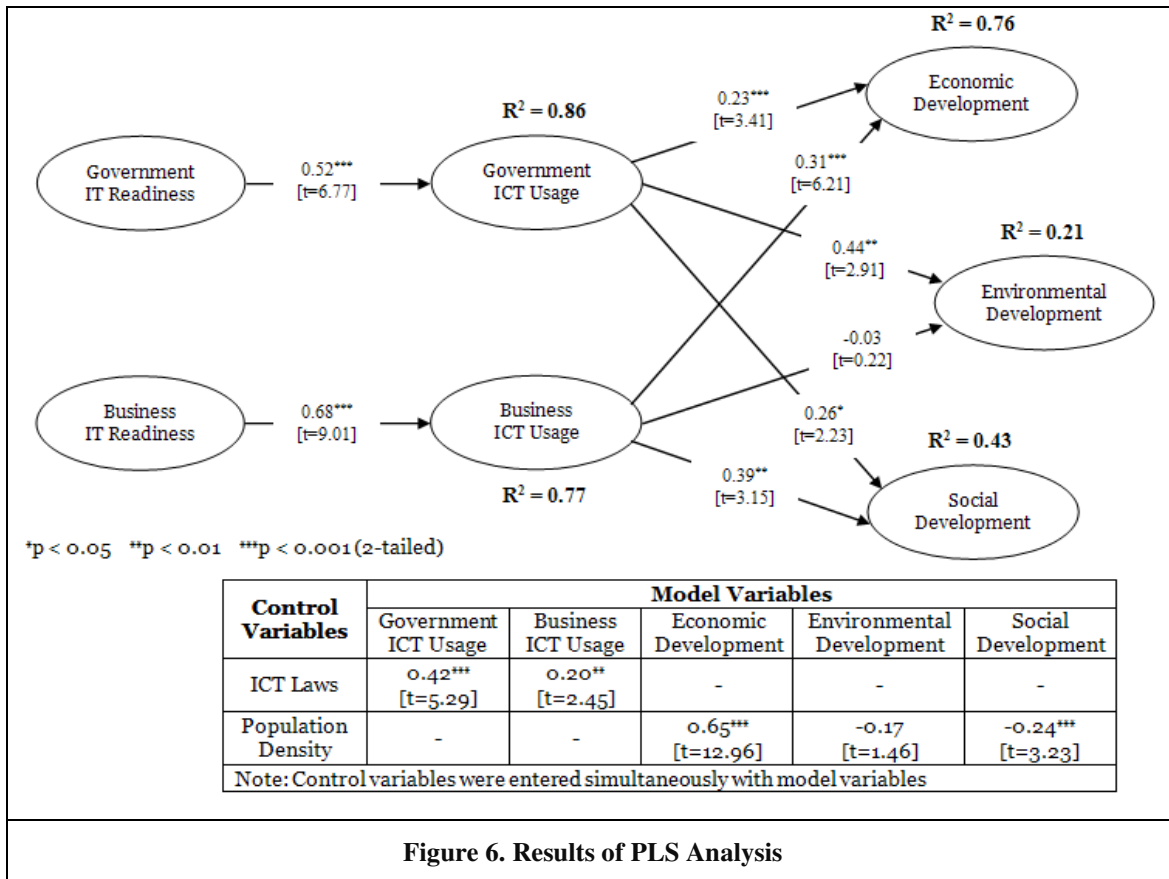 R² = 0.76
Economic
Development
R² = 0.86
0.23***
[t=3.41]
Government
IT Readiness
0.52***
[t=6.77]
Government
ICT Usage
0.31***
[t=6.21]
R² = 0.21
0.44**
[t=2.91]
Environmental
Development
-0.03
[t=0.22]
Business
IT Readiness
0.68***
[t=9.01]
Business
ICT Usage
0.26*
[t=2.23]
R² = 0.43
0.39**
[t=3.15]
R² = 0.77
Social
Development
*p < 0.05 **p < 0.01 ***p < 0.001 (2-tailed)
Control
Variables
Model Variables
Government
ICT Usage
Business
ICT Usage
Economic
Development
Environmental
Development
Social
Development
ICT Laws
0.42***
[t=5.29]
0.20**
[t=2.45]
-
-
-
Population
Density
-
-
0.65***
[t=12.96]
-0.17
[t=1.46]
-0.24***
[t=3.23]
Note: Control variables were entered simultaneously with model variables
Figure 6. Results of PLS Analysis